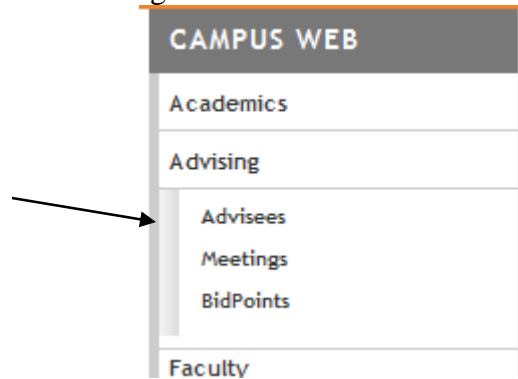 CAMPUS WEB
Academics
Advising
Advisees
Meetings
BidPoints
Faculty